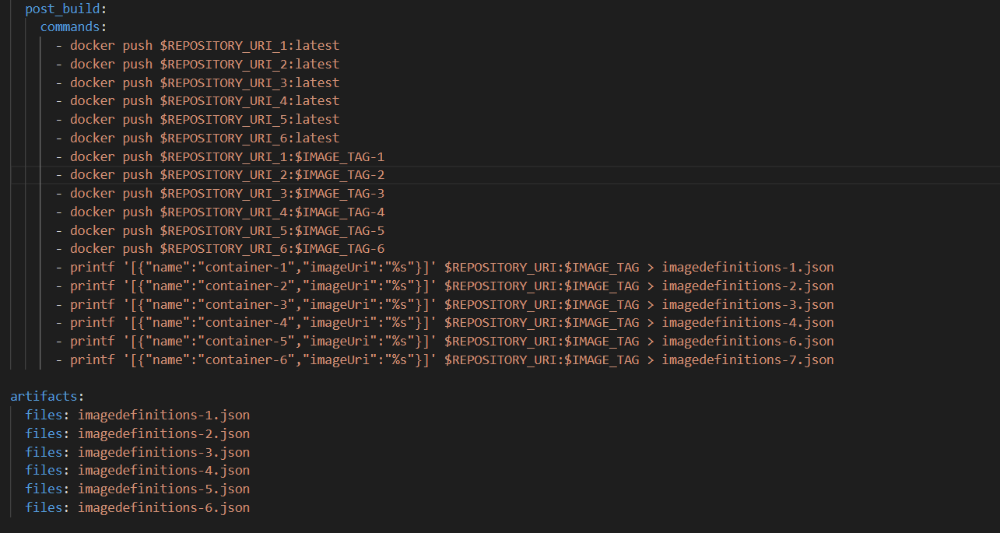 post_build:
commands:
- docker push $REPOSITORY_URI_1:latest
- docker push $REPOSITORY_URI_2:latest
- docker push $REPOSITORY_URI_3:latest
- docker push $REPOSITORY_URI_4:latest
- docker push $REPOSITORY_URI_5:latest
- docker push $REPOSITORY_URI_6:latest
- docker push $REPOSITORY_URI_1:$IMAGE_TAG-1
- docker push $REPOSITORY_URI_2:$IMAGE_TAG-2
- docker push $REPOSITORY_URI_3:$IMAGE_TAG-3
- docker push $REPOSITORY_URI_4:$IMAGE_TAG-4
- docker push $REPOSITORY_URI_5:$IMAGE_TAG-5
- docker push $REPOSITORY_URI_6:$IMAGE_TAG-6
- printf '[{"name":"container-1","imageUri":"%s"}]' $REPOSITORY_URI:$IMAGE_TAG > imagedefinitions-1.json
- printf '[{"name":"container-2","imageUri":"%s"}]' $REPOSITORY_URI:$IMAGE_TAG > imagedefinitions-2.json
- printf '[{"name":"container-3","imageUri":"%s"}]' $REPOSITORY_URI:$IMAGE_TAG > imagedefinitions-3.json
- printf '[{"name":"container-4","imageUri":"%s"}]' $REPOSITORY_URI:$IMAGE_TAG > imagedefinitions-4.json
- printf '[{"name":"container-5","imageUri":"%s"}]' $REPOSITORY_URI:$IMAGE_TAG > imagedefinitions-6.json
- printf '[{"name":"container-6","imageUri":"%s"}]' $REPOSITORY_URI:$IMAGE_TAG > imagedefinitions-7.json
artifacts:
files: imagedefinitions-1.json
files: imagedefinitions-2.json
files: imagedefinitions-3.json
files: imagedefinitions-4.json
files: imagedefinitions-5.json
files: imagedefinitions-6.json